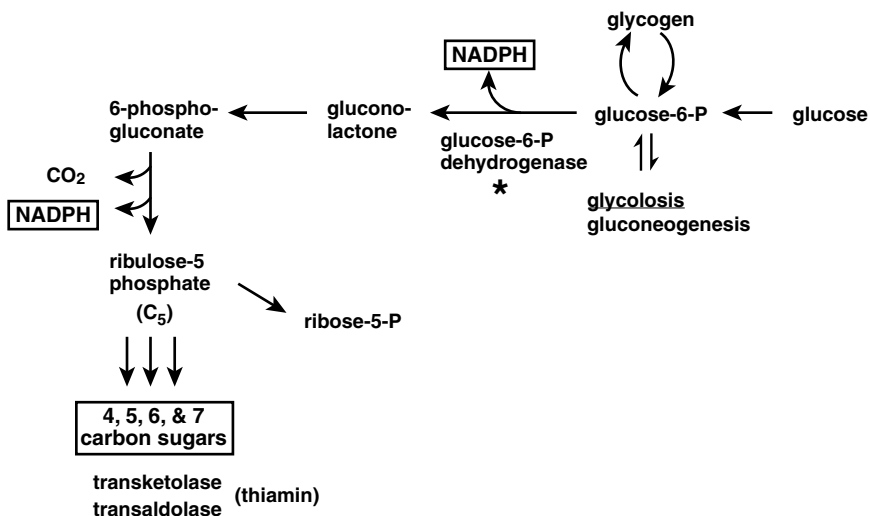 glycogen
NADPH
6-phospho-
gluconate
glucono-
lactone
glucose-6-P
glucose
glucose-6-P
dehydrogenase
*
CO2
NADPH
glycolosis
gluconeogenesis
ribulose-5
phosphate
(C5)
ribose-5-P
4, 5, 6, & 7
carbon sugars
transketolase
transaldolase
(thiamin)